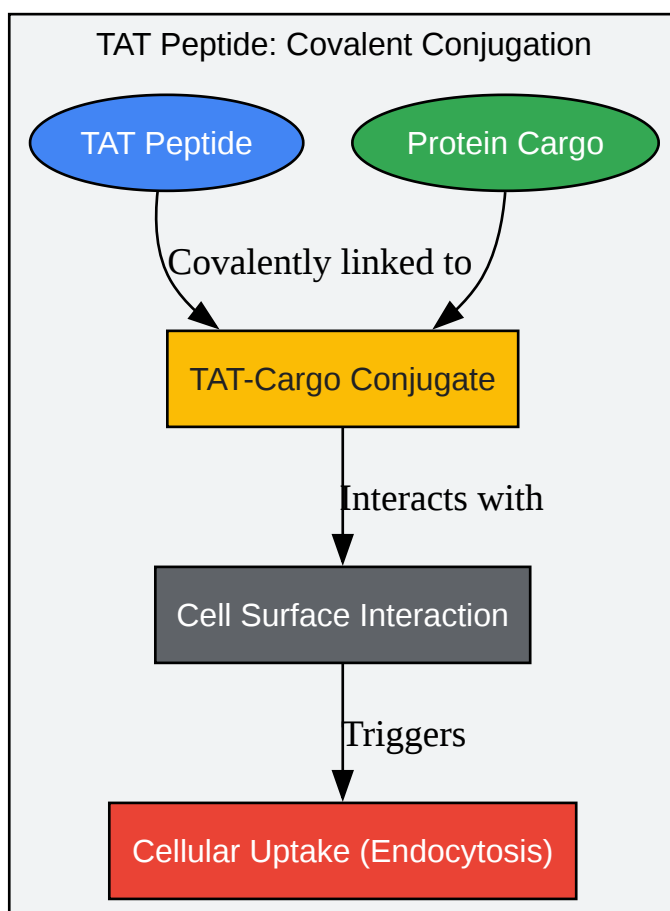 TAT Peptide: Covalent Conjugation
TAT Peptide
Protein Cargo
Covalently linked to
TAT-Cargo Conjugate
Interacts with
Cell Surface Interaction
Triggers
Cellular Uptake (Endocytosis)